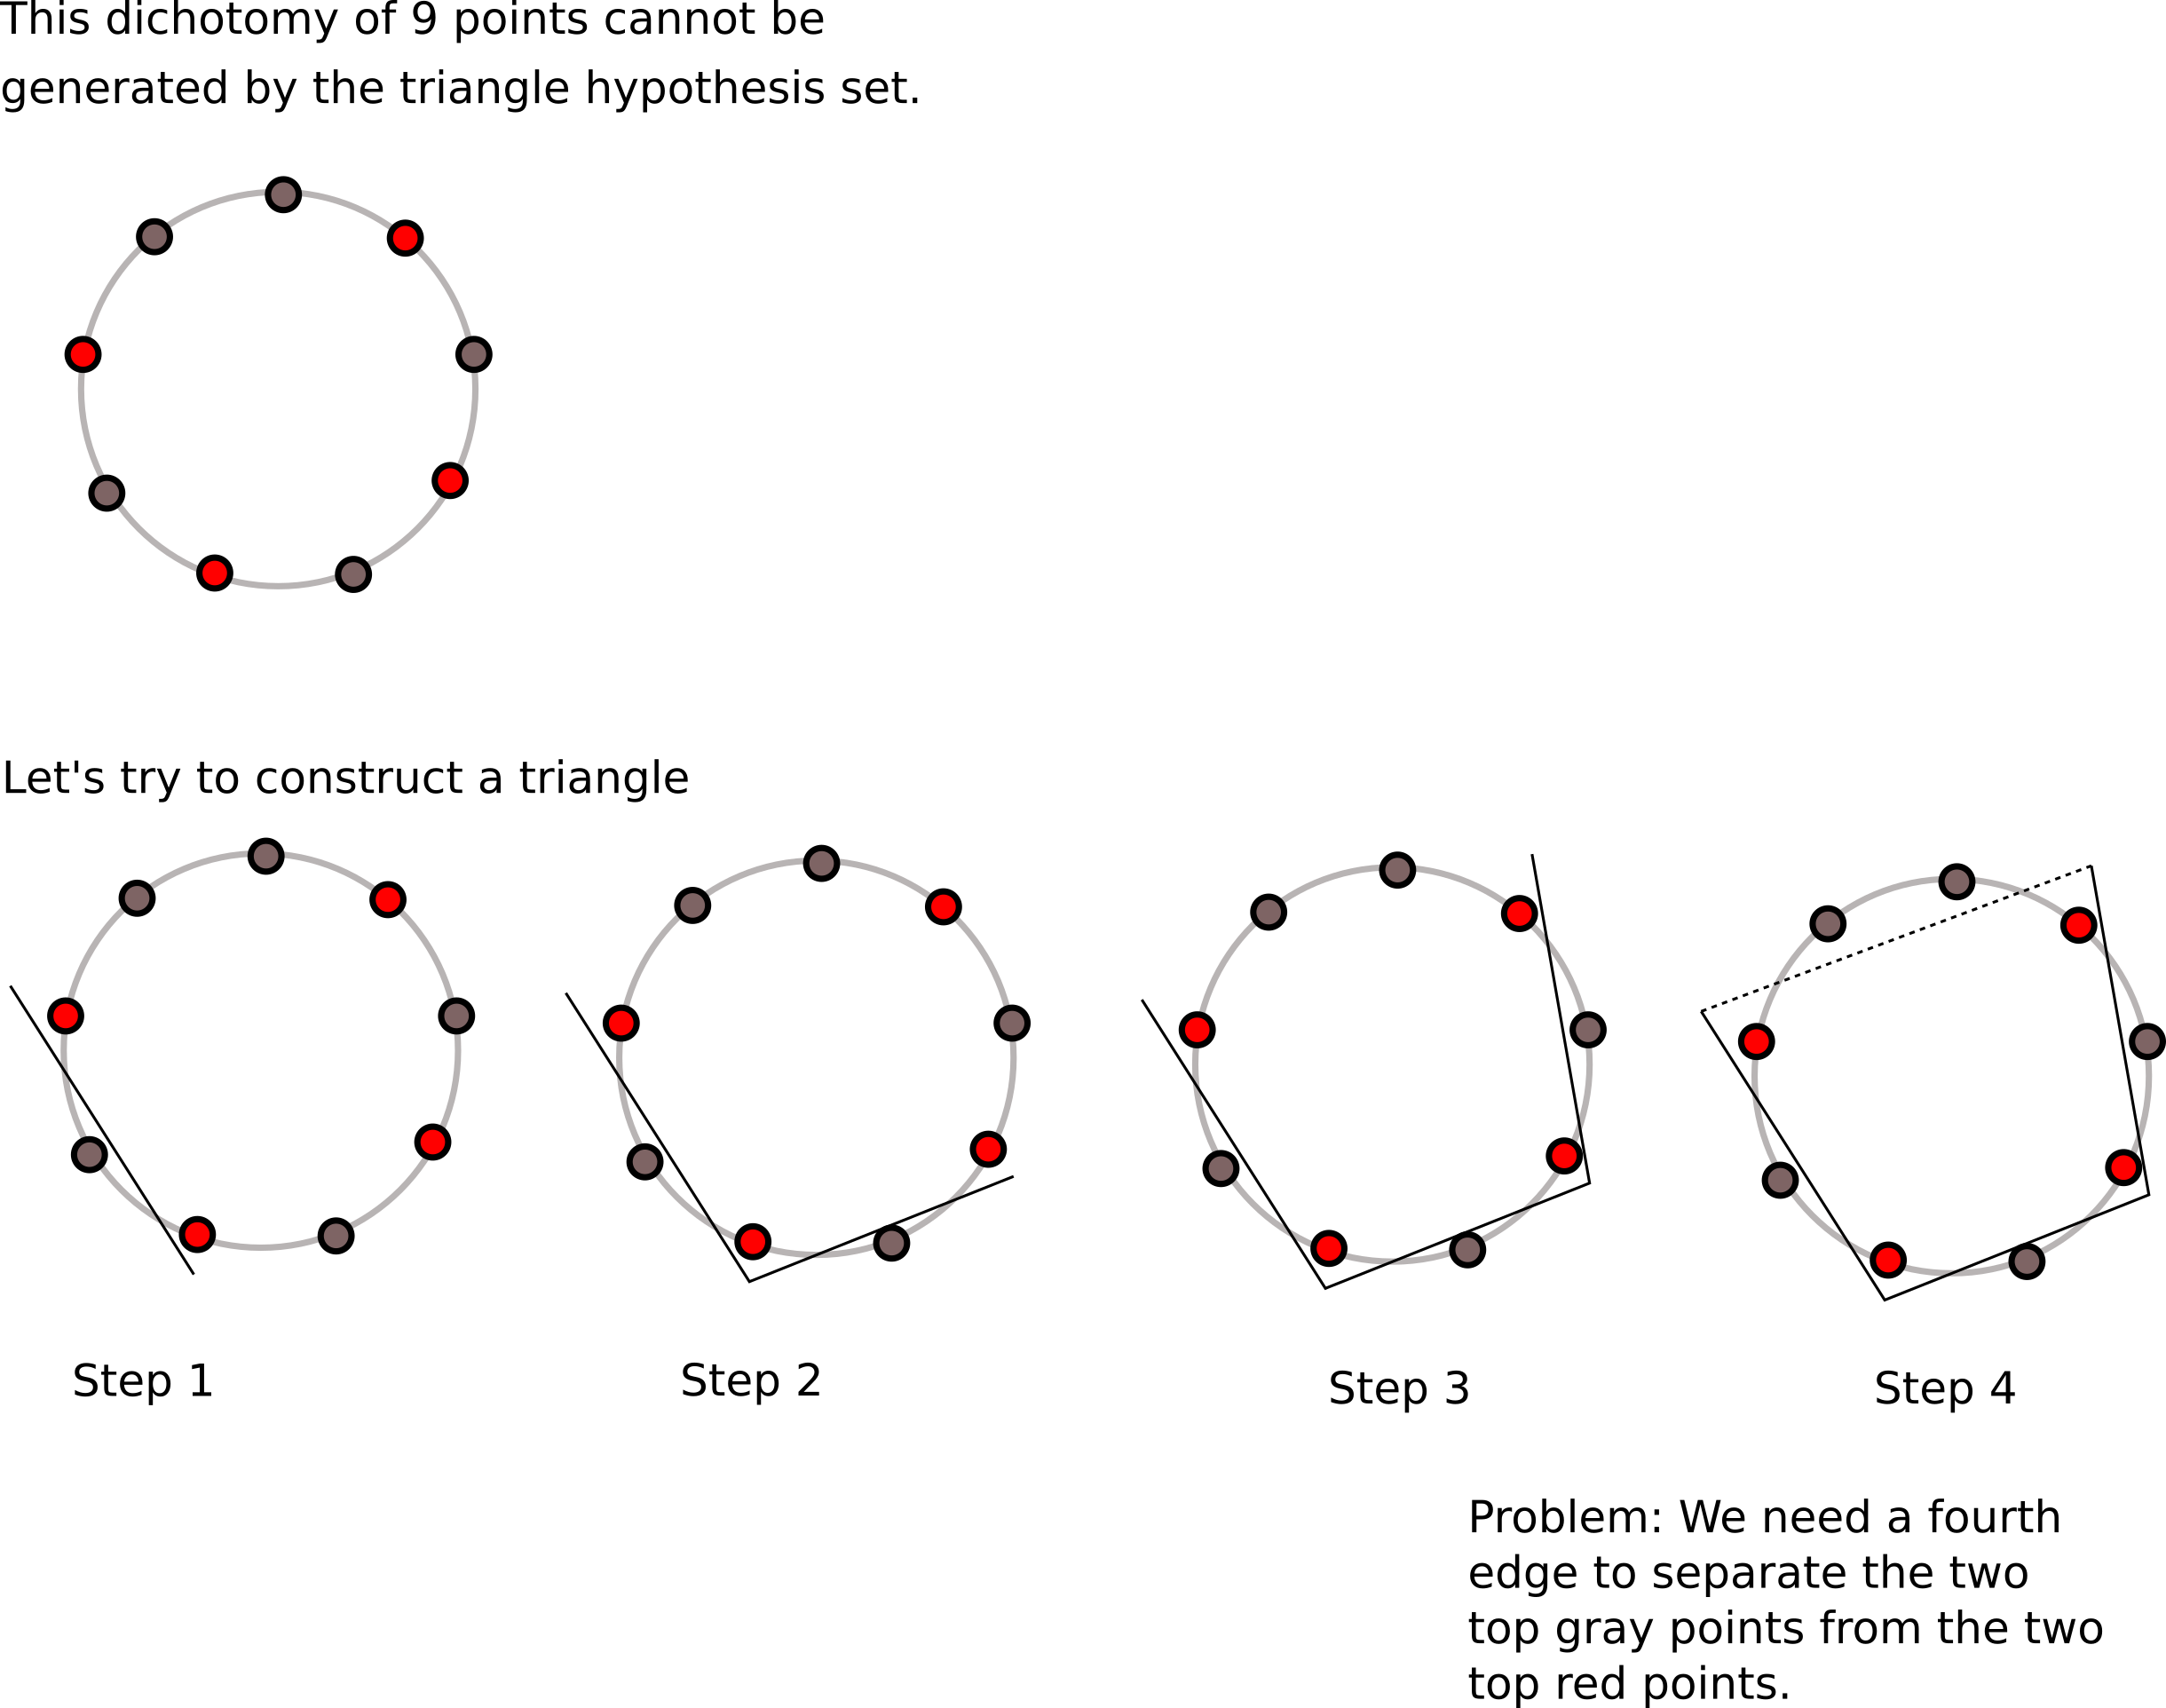 This dichotomy of 9 points cannot be
generated by the triangle hypothesis set.
Let's try to construct a triangle
Step 1
Step 2
Step 3
Step 4
Problem: We need a fourth
edge to separate the two
top gray points from the two
top red points.